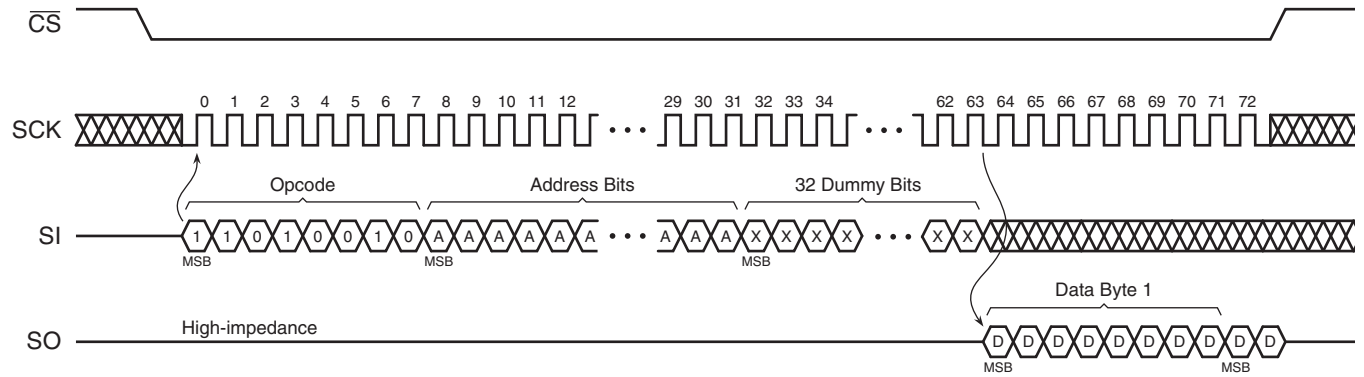 CS
0 1 2 3 4 5 6 7 8 9 10 11 12 29 30 31 32 33 34 62 63 64 65 66 67 68 69 70 71 72
SCK
Opcode Address Bits 32 Dummy Bits
SI 1 1 0 1 0 0 1 0 A A A A A A A A A X X X X X X
MSB MSB MSB
Data Byte 1
High-impedance
SO D D D D D D D D D D
MSB MSB